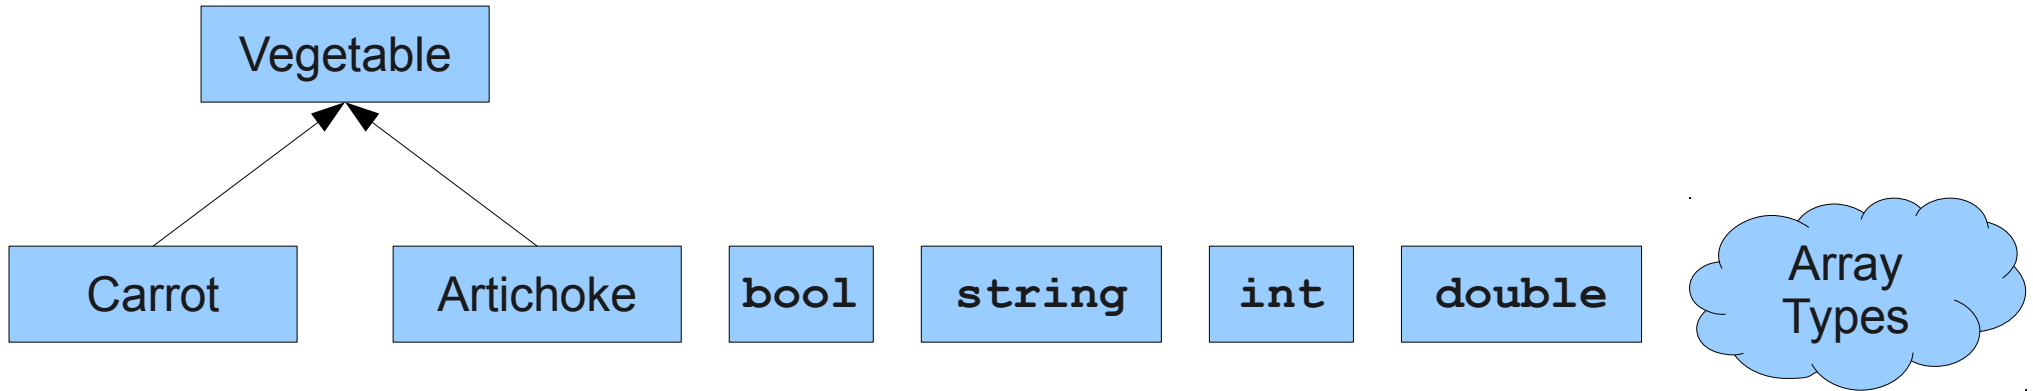 Vegetable
Carrot
Artichoke
bool
string
int
double
Array
Types